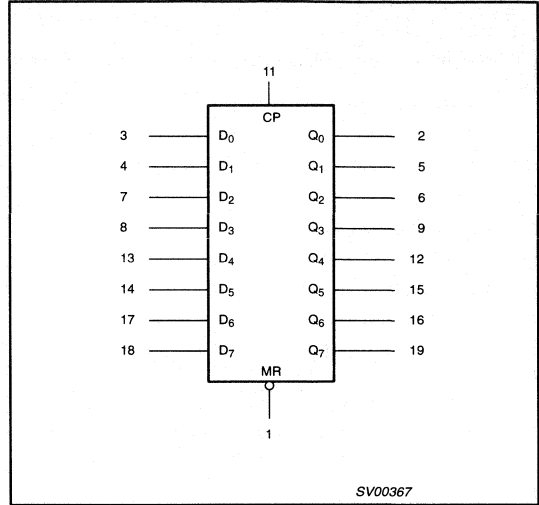 11
CP
3 D0 Q0 2
4 D1 Q1 5
7 D2 Q2 6
8 D3 Q3 9
13 D4 Q4 12
14 D5 Q5 15
17 D6 Q6 16
18 D7 Q7 19
MR
1
SV00367